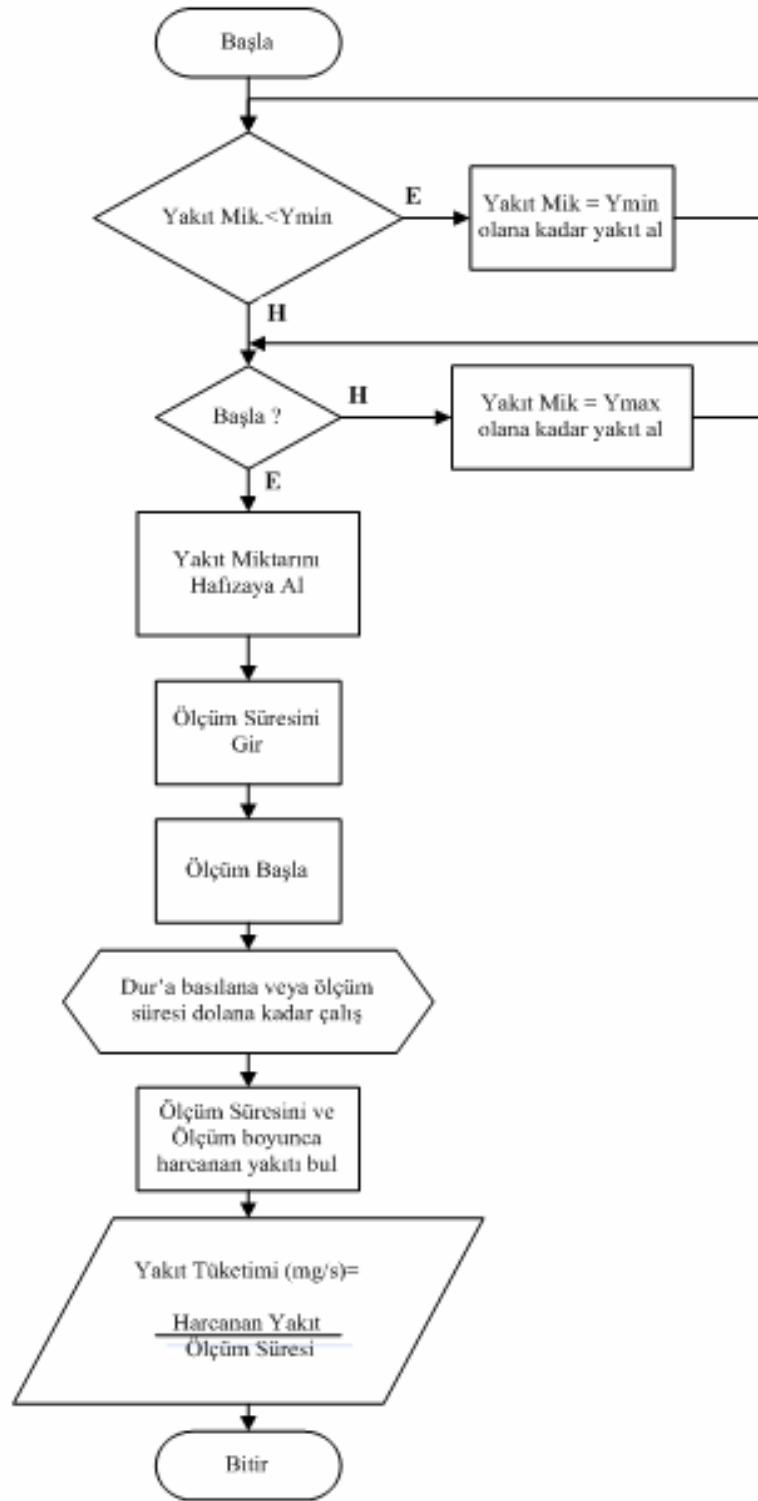 Başla
Yakıt Mik.<Ymin
E
Yakıt Mik = Ymin
olana kadar yakıt al
H
Başla ?
H
Yakıt Mik = Ymax
olana kadar yakıt al
E
Yakıt Miktarını
Hafızaya Al
Ölçüm Süresini
Gir
Ölçüm Başla
Dur'a basılana veya ölçüm
süresi dolana kadar çalış
Ölçüm Süresini ve
Ölçüm boyunca
harcanan yakıtı bul
Yakıt Tüketimi (mg/s)=
Harcanan Yakıt
Ölçüm Süresi
Bitir